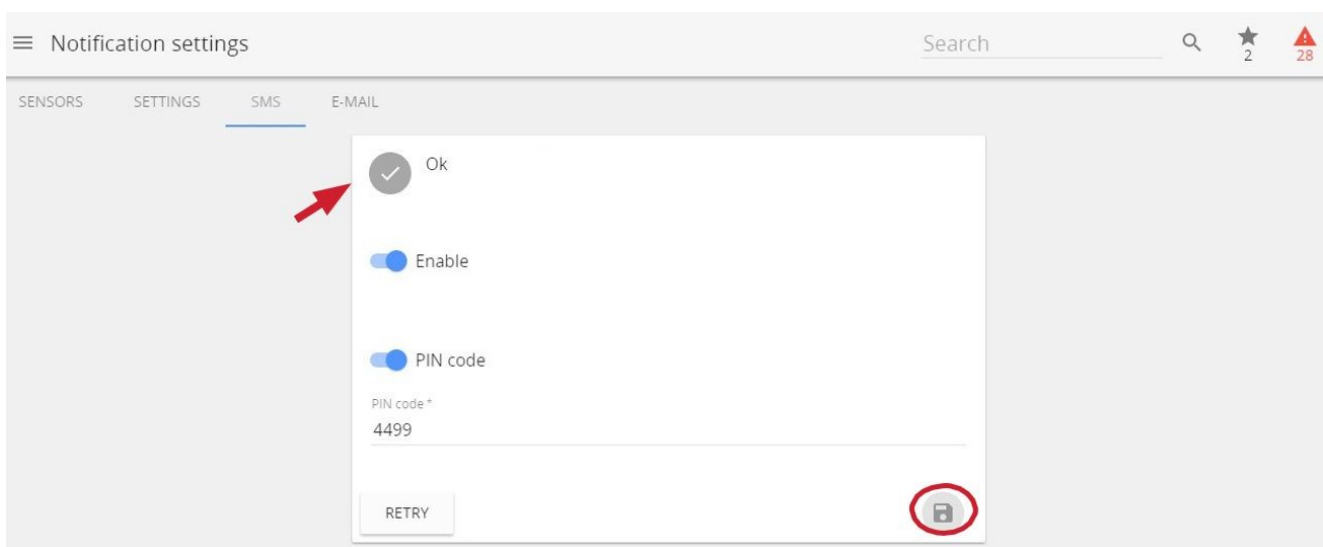 Notification settings
Search
2
28
SENSORS SETTINGS SMS E-MAIL
Ok
Enable
PIN code
PIN code *
4499
RETRY